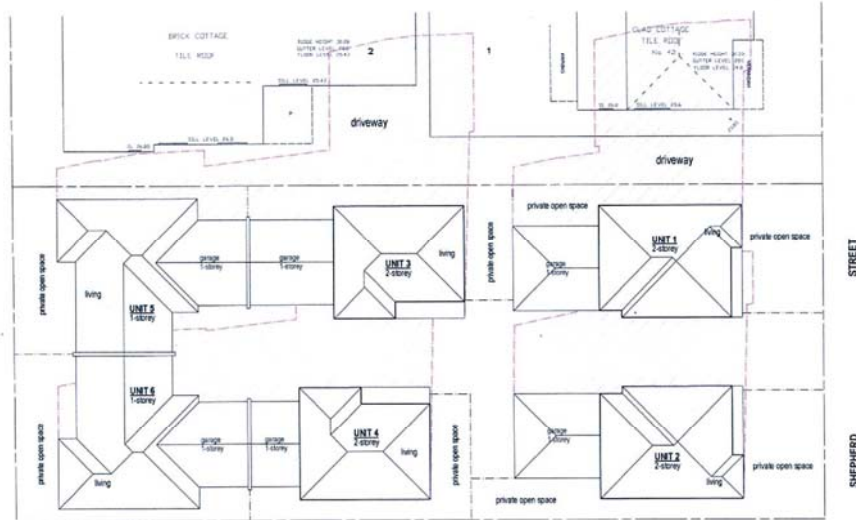 BRICK COTTAGE
TILE ROOF
2
1
CLAD COTTAGE
TILE ROOF
driveway
driveway
private open space
garage
1-storey
garage
1-storey
UNIT 3
2-storey
living
private open space
garage
1-storey
UNIT 1
2-storey
living
private open space
STREET
private open space
living
UNIT 5
1-storey
UNIT 6
1-storey
private open space
living
garage
1-storey
garage
1-storey
UNIT 4
2-storey
living
private open space
garage
1-storey
UNIT 2
2-storey
living
private open space
private open space
SHEPHERD